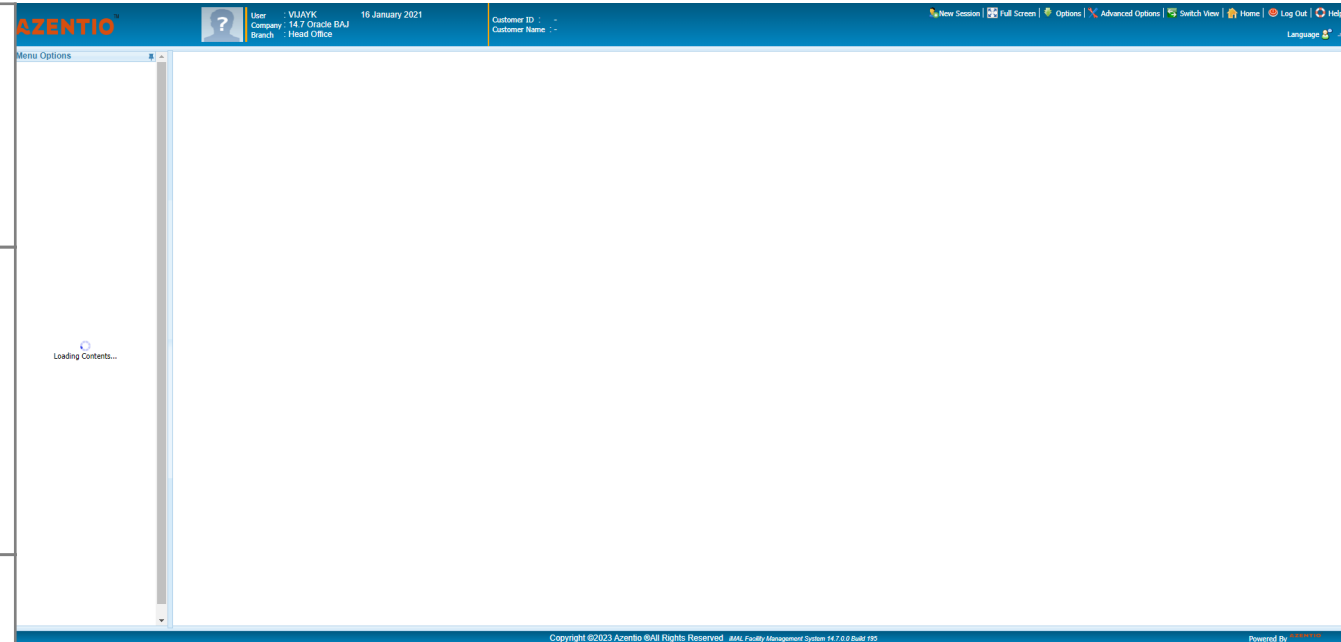 AZENTIO™
User : VIJAYK 16 January 2021
Company : 14.7 Oracle BAJ
Branch : Head Office
Customer ID : -
Customer Name : -
New Session | Full Screen | Options | Advanced Options | Switch View | Home | Log Out | Help
Language
Menu Options
Loading Contents...
Copyright ©2023 Azentio ®All Rights Reserved iMAL Facility Management System 14.7.0.0 Build 195
Powered By AZENTIO